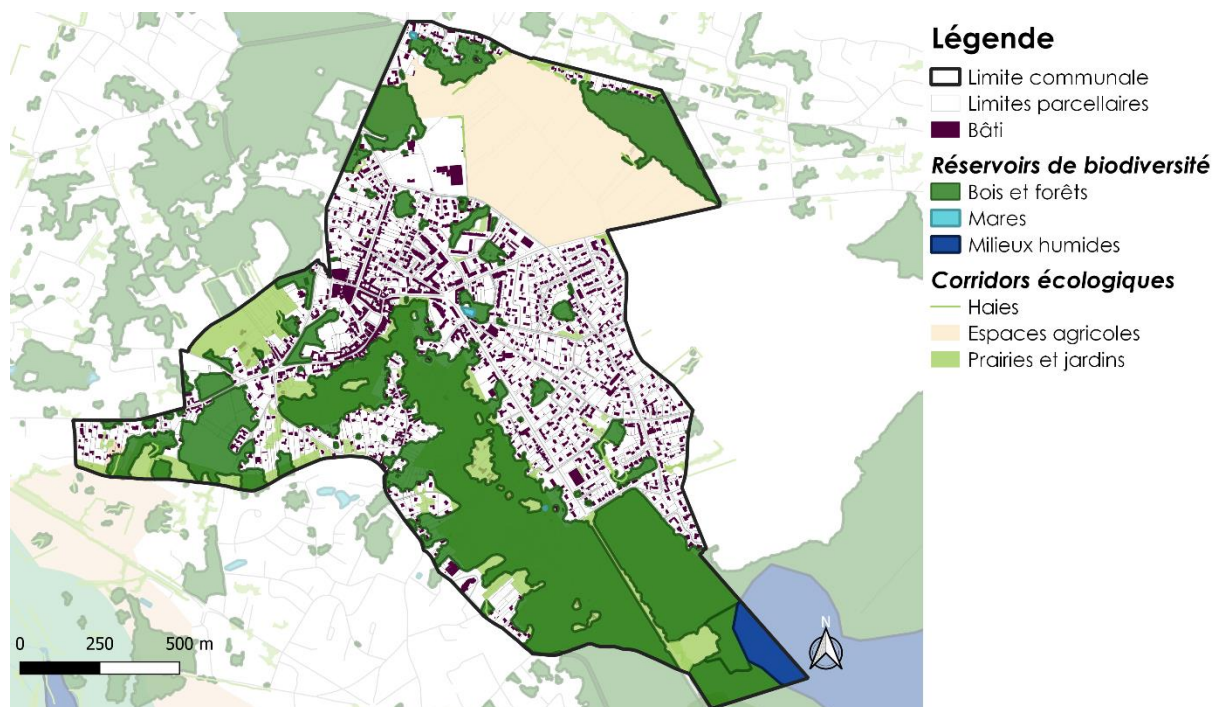 Légende
Limite communale
Limites parcellaires
Bâti
Réservoirs de biodiversité
Bois et forêts
Mares
Milieux humides
Corridors écologiques
Haies
Espaces agricoles
Prairies et jardins
0 250 500 m
N